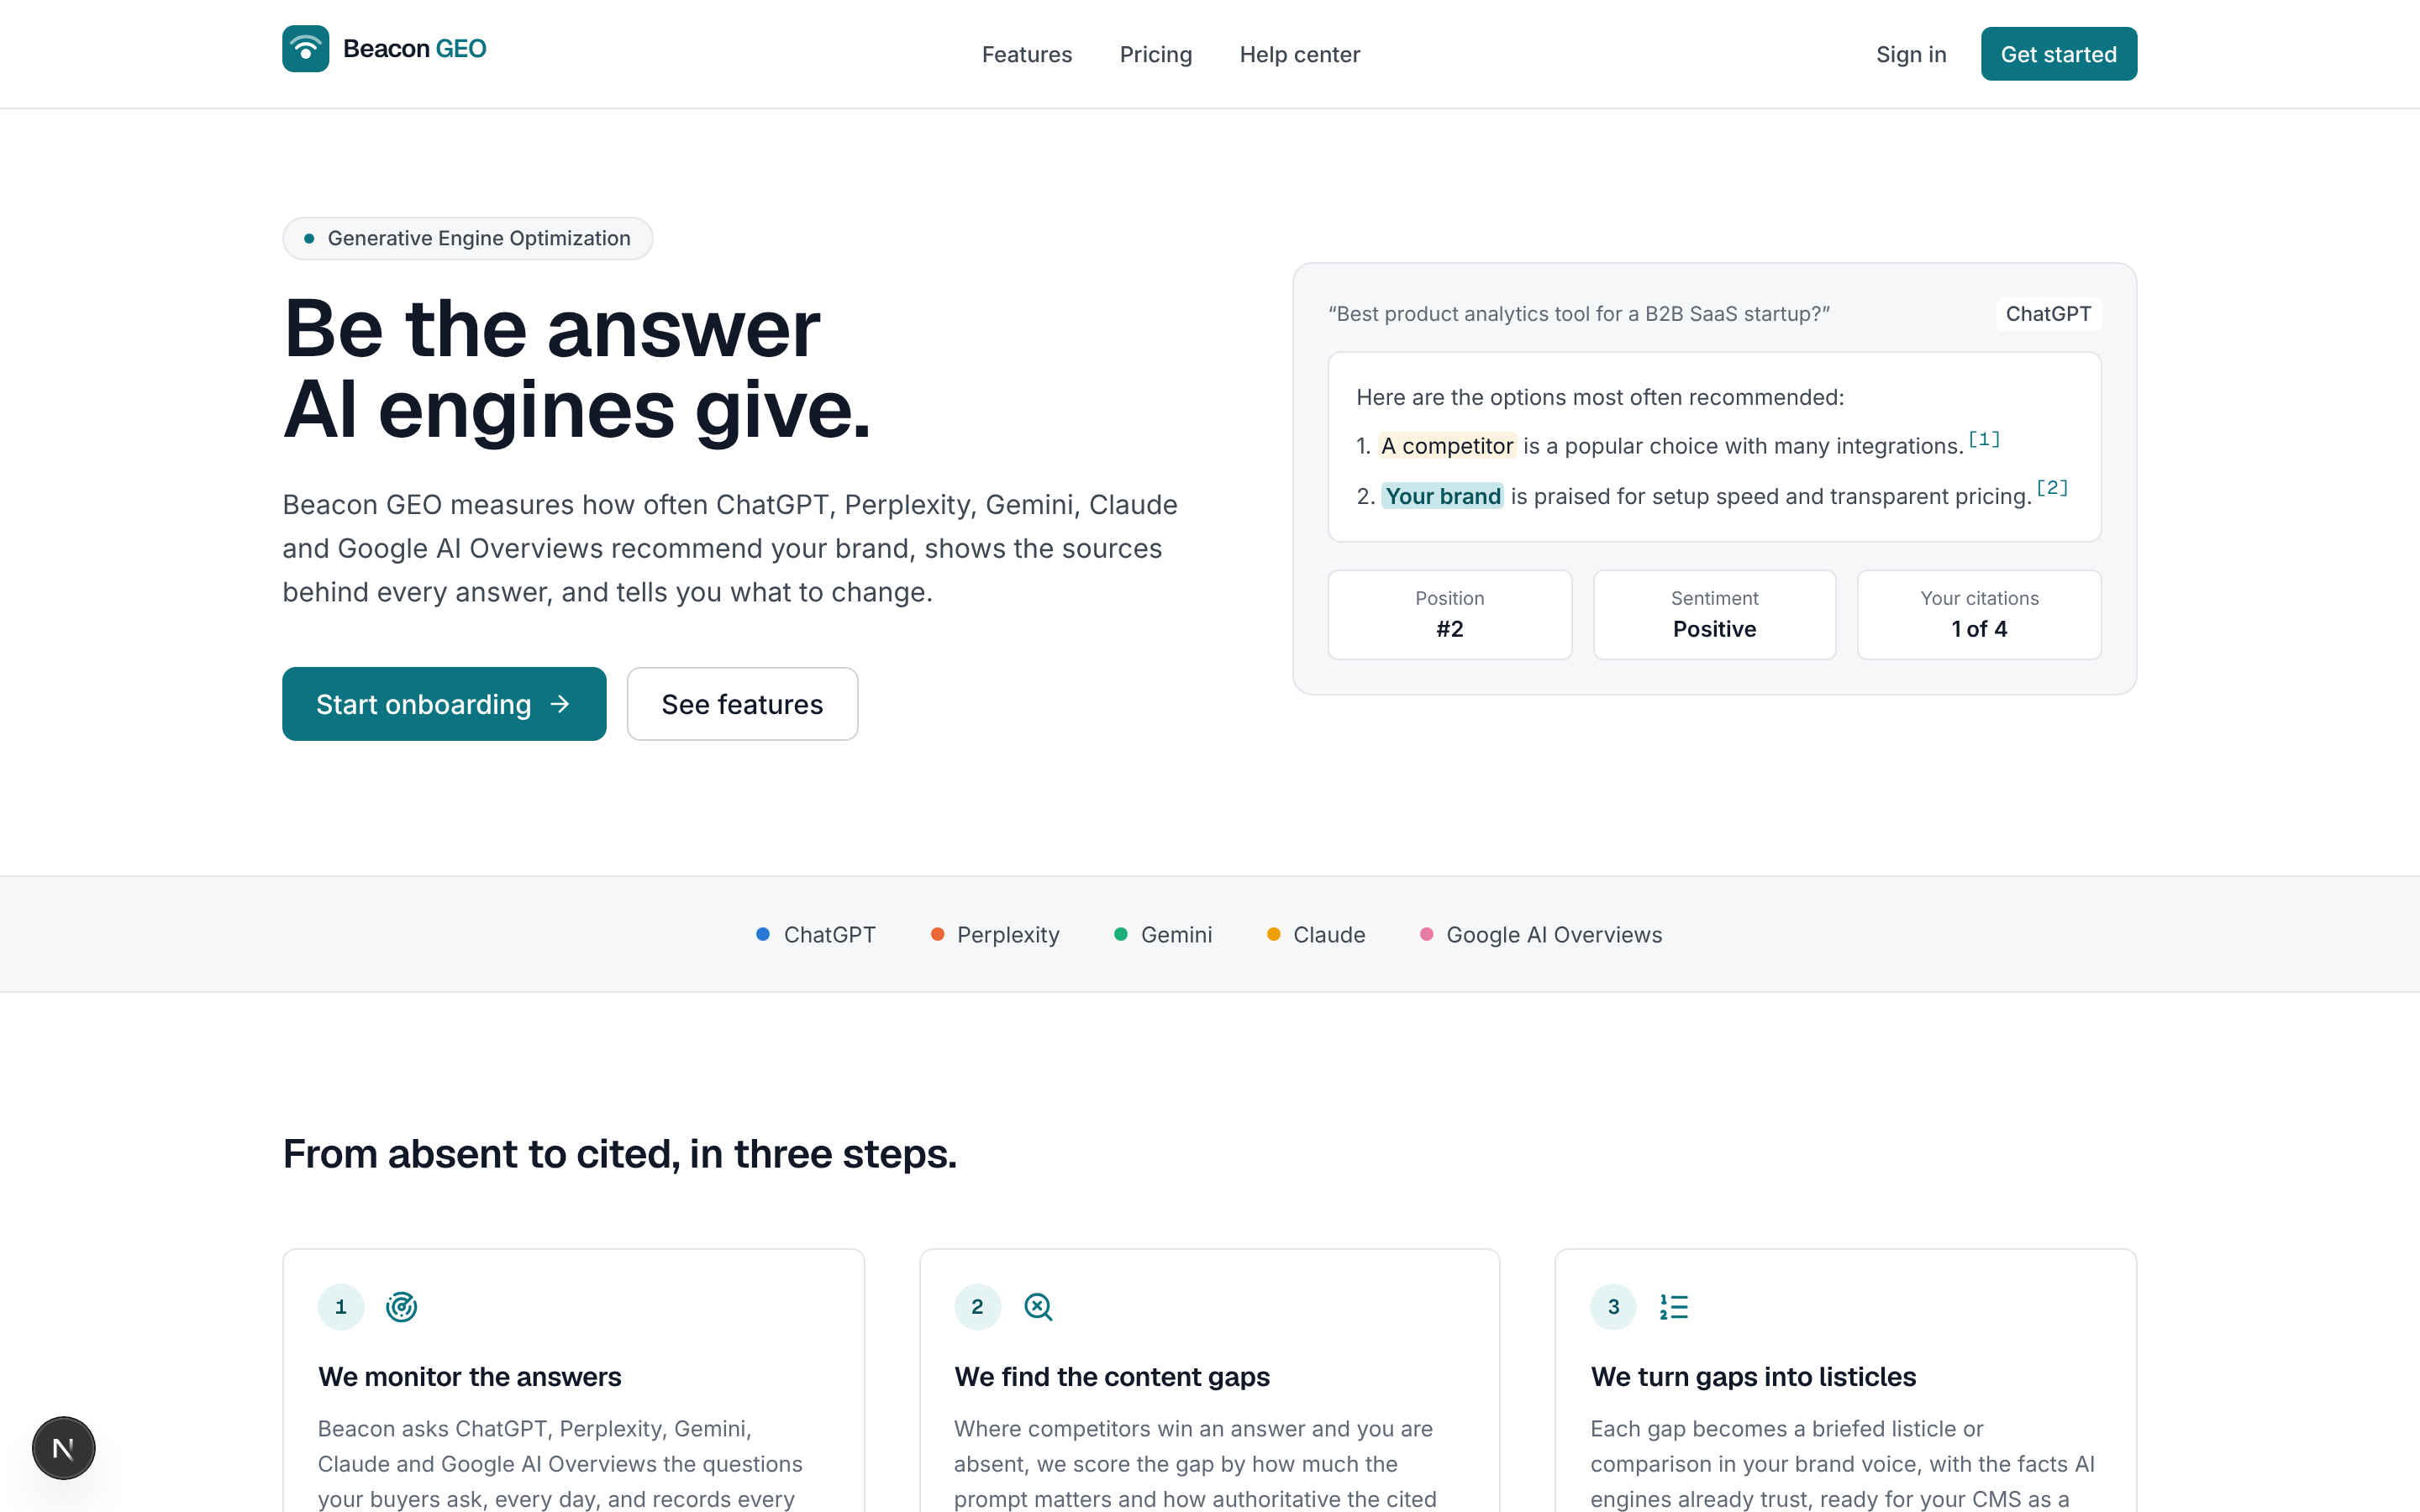 Beacon GEO
Features
Pricing
Help center
Sign in
Get started
Generative Engine Optimization
Be the answer
AI engines give.
Beacon GEO measures how often ChatGPT, Perplexity, Gemini, Claude
and Google AI Overviews recommend your brand, shows the sources
behind every answer, and tells you what to change.
Start onboarding →
See features
“Best product analytics tool for a B2B SaaS startup?”
ChatGPT
Here are the options most often recommended:
1. A competitor is a popular choice with many integrations. [1]
2. Your brand is praised for setup speed and transparent pricing. [2]
Position
#2
Sentiment
Positive
Your citations
1 of 4
ChatGPT
Perplexity
Gemini
Claude
Google AI Overviews
From absent to cited, in three steps.
1
We monitor the answers
Beacon asks ChatGPT, Perplexity, Gemini,
Claude and Google AI Overviews the questions
your buyers ask, every day, and records every
2
We find the content gaps
Where competitors win an answer and you are
absent, we score the gap by how much the
prompt matters and how authoritative the cited
3
We turn gaps into listicles
Each gap becomes a briefed listicle or
comparison in your brand voice, with the facts AI
engines already trust, ready for your CMS as a
N